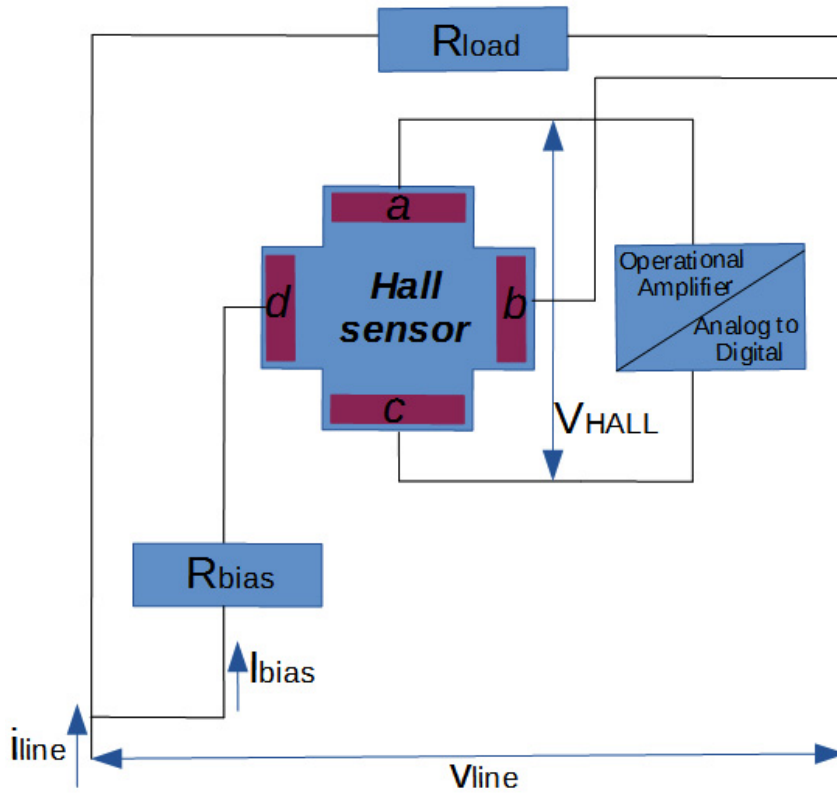 Rload
a
Operational
Amplifier
Analog to
Digital
d
Hall
sensor
b
c
VHALL
Rbias
Ibias
iline
vline